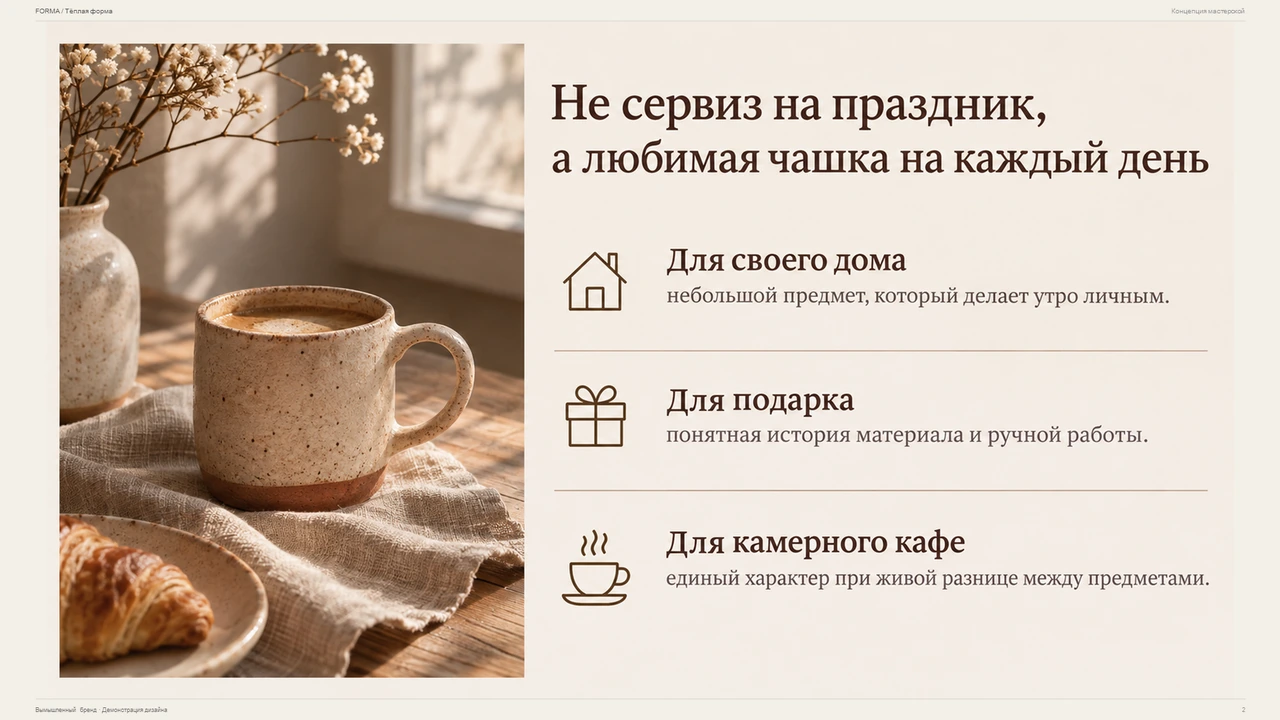 FORMA / Тёплая форма
Концепция мастерской
Не сервиз на праздник,
а любимая чашка на каждый день
Для своего дома
небольшой предмет, который делает утро личным.
Для подарка
понятная история материала и ручной работы.
Для камерного кафе
единый характер при живой разнице между предметами.
Вымышленный бренд · Демонстрация дизайна
2